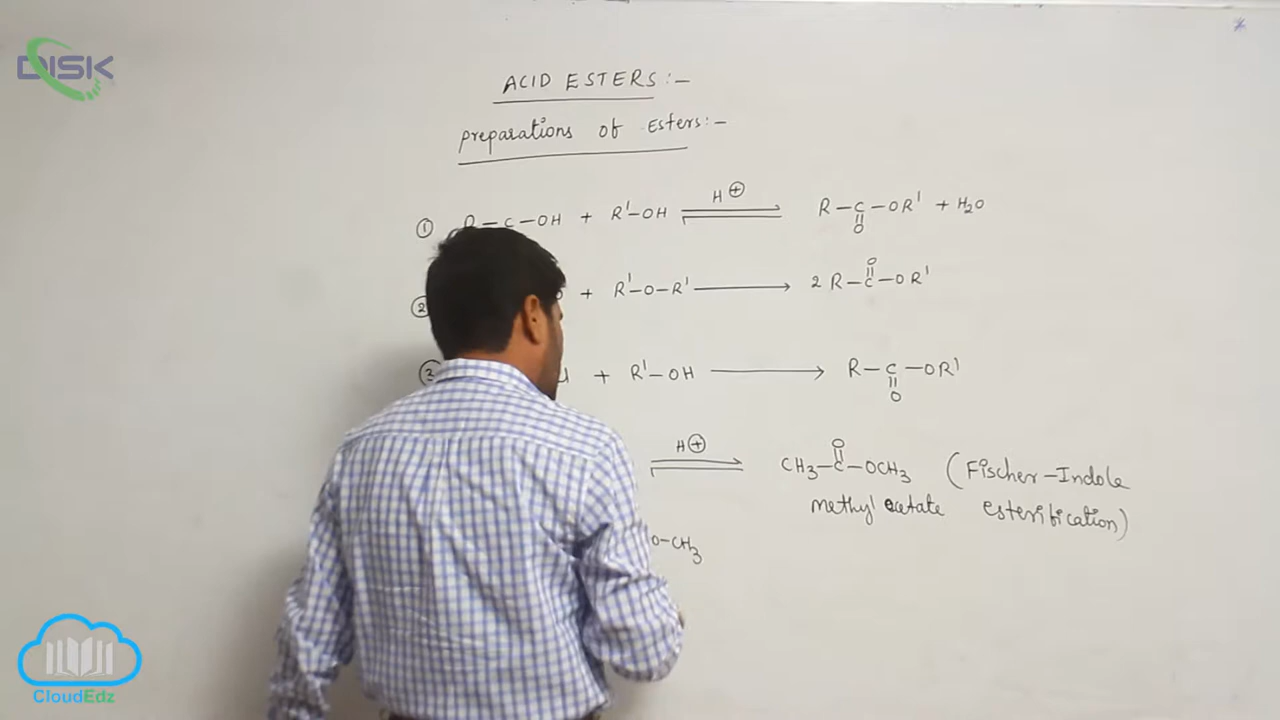 DISK
ACID ESTERS:-
preparations of Esters:-
① R-C-OH + R'-OH ⇌ H⊕ R-C-OR' + H₂O
O
O
② + R'-O-R' → 2 R-C-OR'
③ + R'-OH → R-C-OR'
O
O
H⊕ ⇌ CH₃-C-OCH₃ (Fischer-Indole
methyl acetate esterification)
O-CH₃
CloudEdz